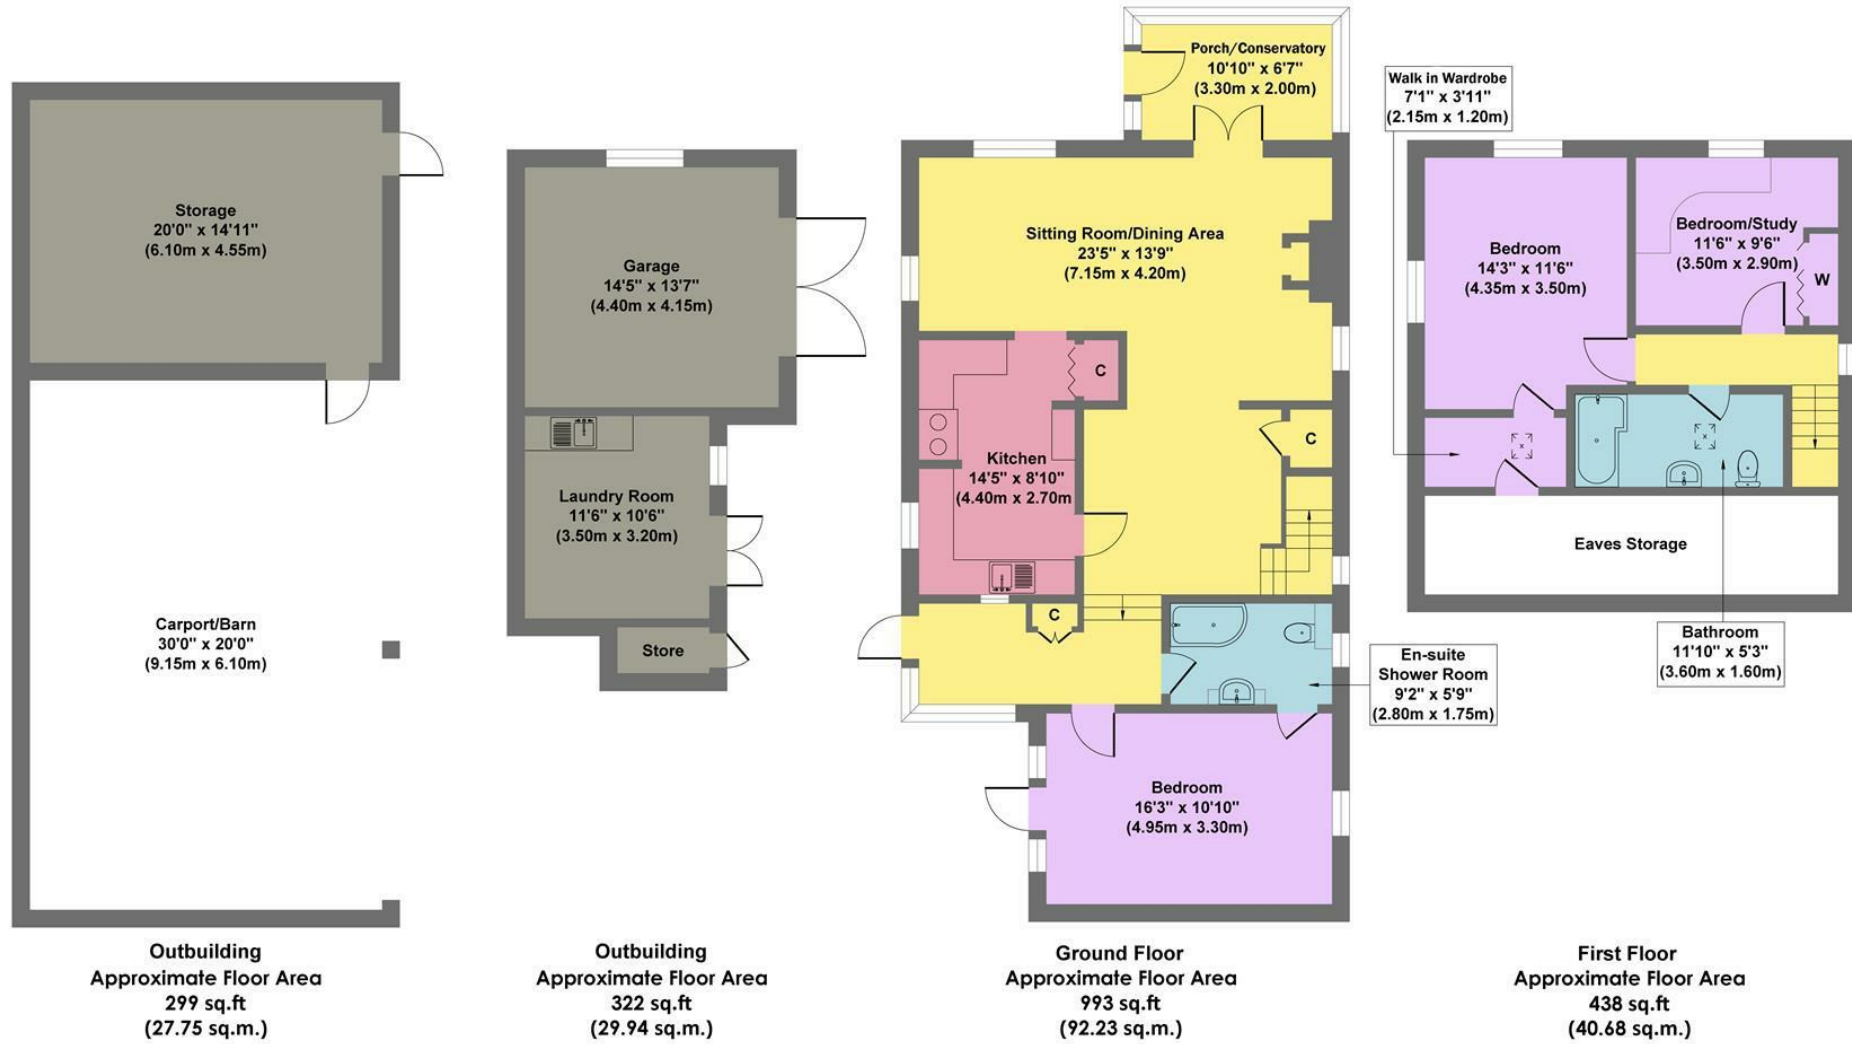 Storage
20'0" x 14'11"
(6.10m x 4.55m)
Carport/Barn
30'0" x 20'0"
(9.15m x 6.10m)
Outbuilding
Approximate Floor Area
299 sq.ft
(27.75 sq.m.)
Garage
14'5" x 13'7"
(4.40m x 4.15m)
Laundry Room
11'6" x 10'6"
(3.50m x 3.20m)
Store
Outbuilding
Approximate Floor Area
322 sq.ft
(29.94 sq.m.)
Porch/Conservatory
10'10" x 6'7"
(3.30m x 2.00m)
Sitting Room/Dining Area
23'5" x 13'9"
(7.15m x 4.20m)
C
Kitchen
14'5" x 8'10"
(4.40m x 2.70m
C
C
En-suite
Shower Room
9'2" x 5'9"
(2.80m x 1.75m)
Bedroom
16'3" x 10'10"
(4.95m x 3.30m)
Ground Floor
Approximate Floor Area
993 sq.ft
(92.23 sq.m.)
Walk in Wardrobe
7'1" x 3'11"
(2.15m x 1.20m)
Bedroom
14'3" x 11'6"
(4.35m x 3.50m)
Bedroom/Study
11'6" x 9'6"
(3.50m x 2.90m)
W
Eaves Storage
Bathroom
11'10" x 5'3"
(3.60m x 1.60m)
First Floor
Approximate Floor Area
438 sq.ft
(40.68 sq.m.)